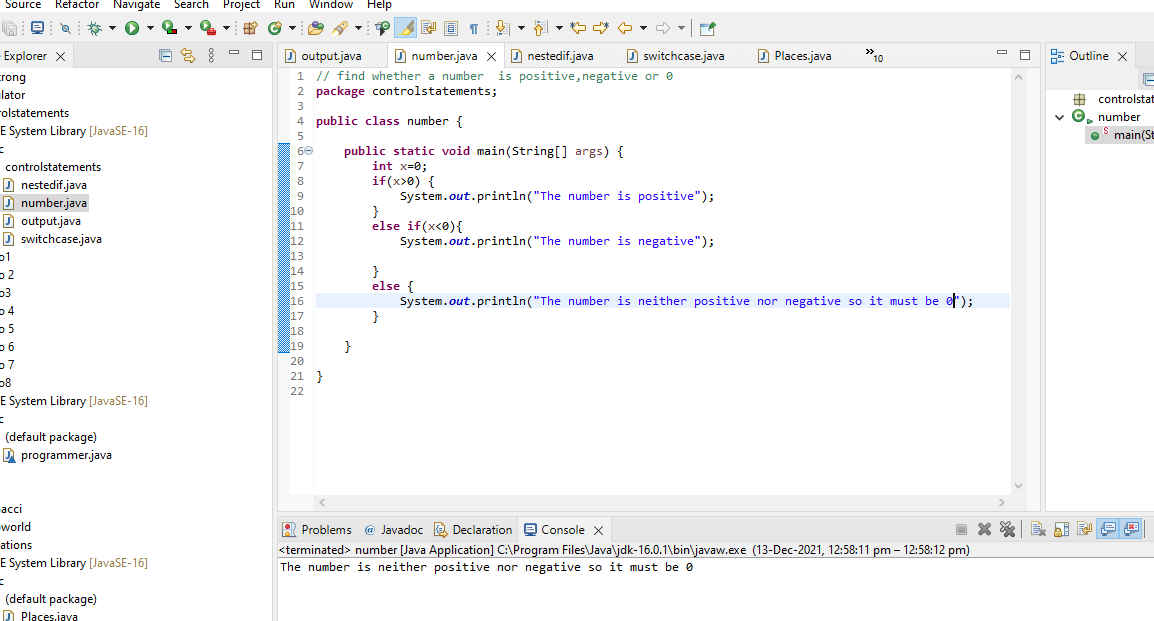 Source Refactor Navigate Search Project Run Window Help
Explorer
output.java number.java nestedif.java switchcase.java Places.java »10
Outline
rong
lator
rolstatements
E System Library [JavaSE-16]
c
controlstatements
nestedif.java
number.java
output.java
switchcase.java
o1
o 2
o3
o 4
o 5
o 6
o 7
o8
E System Library [JavaSE-16]
c
(default package)
programmer.java
acci
world
ations
E System Library [JavaSE-16]
c
(default package)
Places.java
1 // find whether a number  is positive,negative or 0
2 package controlstatements;
3
4 public class number {
5
6     public static void main(String[] args) {
7         int x=0;
8         if(x>0) {
9             System.out.println("The number is positive");
10         }
11         else if(x<0){
12             System.out.println("The number is negative");
13
14         }
15         else {
16             System.out.println("The number is neither positive nor negative so it must be 0");
17         }
18
19     }
20
21 }
22
controlstat
number
S main(St
Problems @ Javadoc Declaration Console
<terminated> number [Java Application] C:\Program Files\Java\jdk-16.0.1\bin\javaw.exe (13-Dec-2021, 12:58:11 pm – 12:58:12 pm)
The number is neither positive nor negative so it must be 0